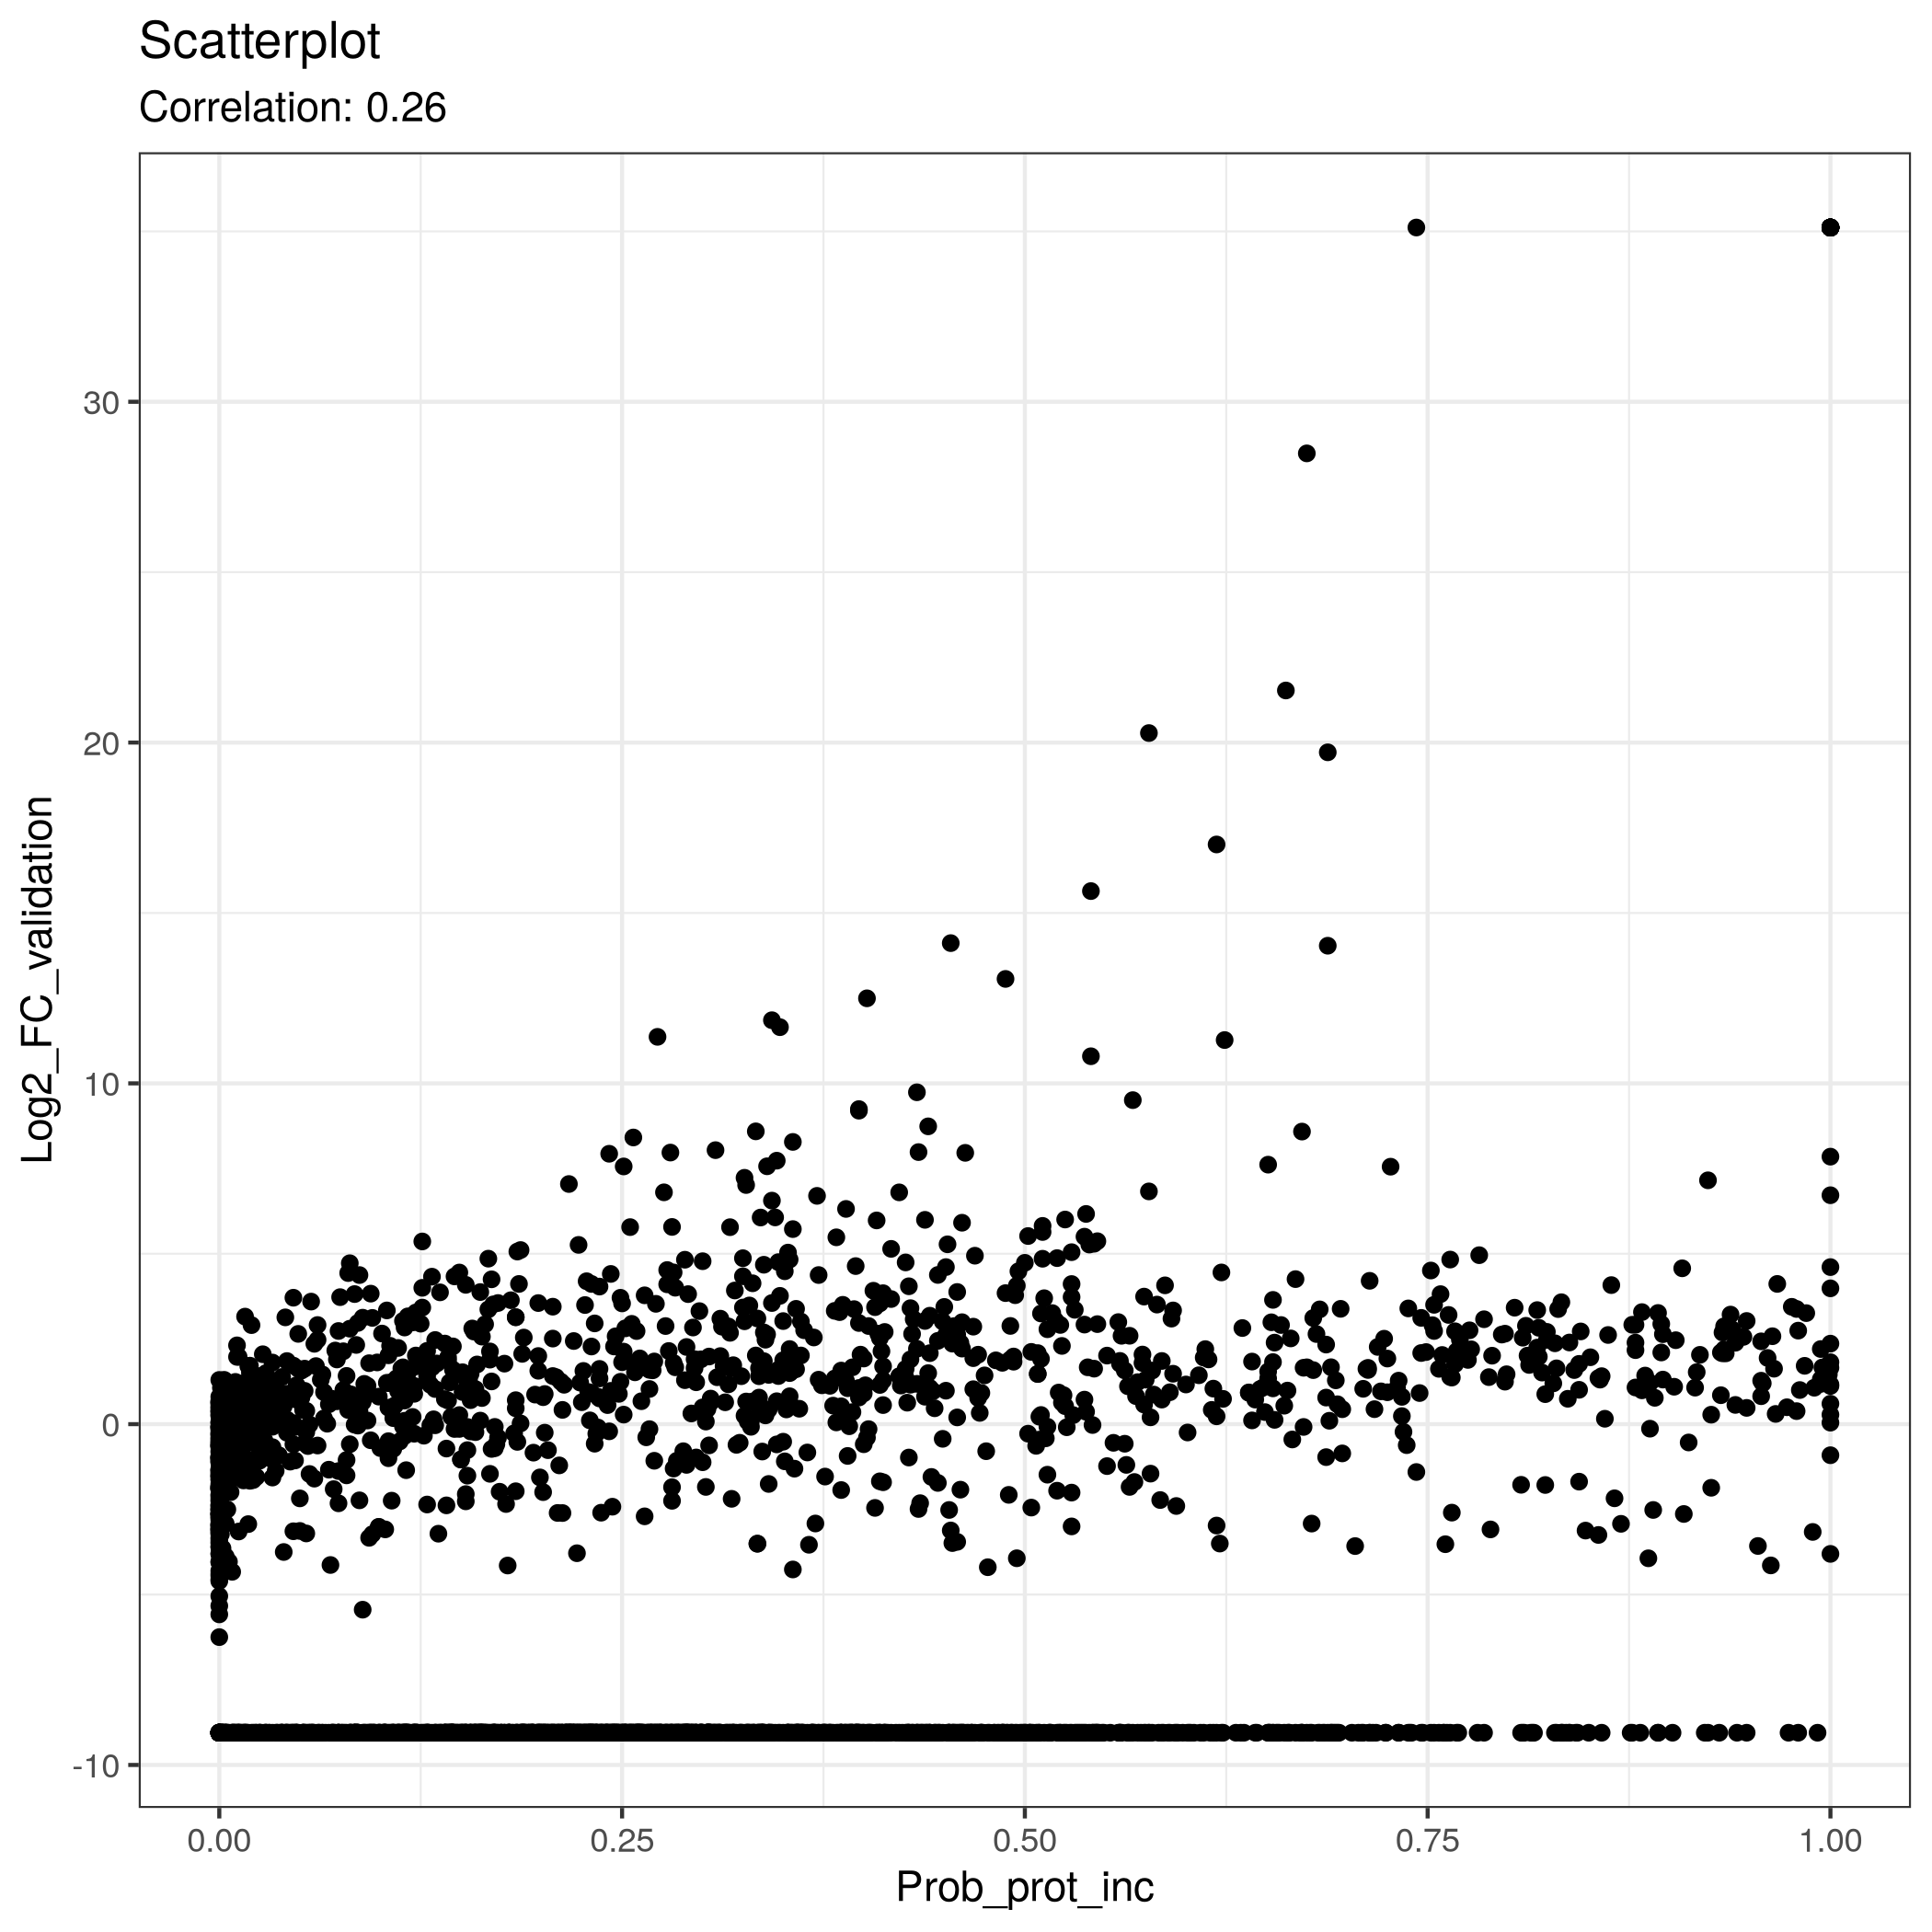 Scatterplot
Correlation: 0.26
Log2_FC_validation
30
20
10
0
-10
0.00 0.25 0.50 0.75 1.00
Prob_prot_inc